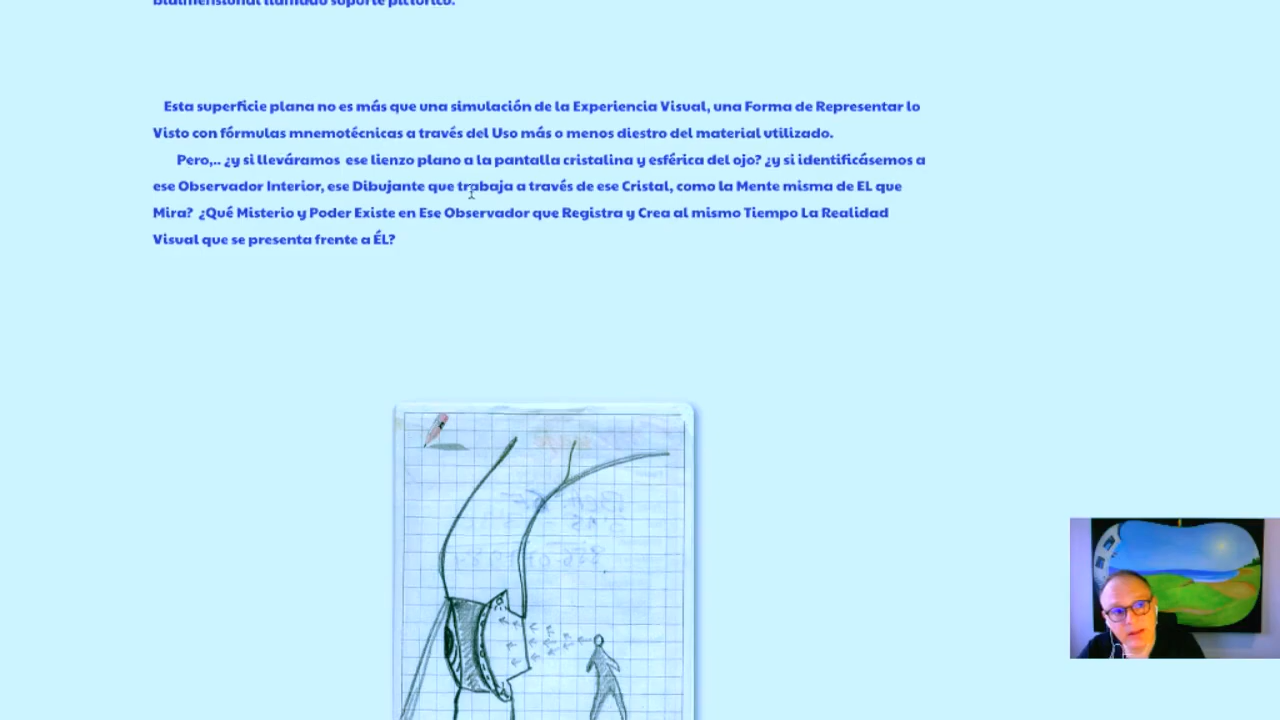 bidimensional llamado soporte pictórico.
Esta superficie plana no es más que una simulación de la Experiencia Visual, una Forma de Representar lo
Visto con fórmulas mnemotécnicas a través del Uso más o menos diestro del material utilizado.
Pero,.. ¿y si lleváramos ese lienzo plano a la pantalla cristalina y esférica del ojo? ¿y si identificásemos a
ese Observador Interior, ese Dibujante que trabaja a través de ese Cristal, como la Mente misma de EL que
Mira? ¿Qué Misterio y Poder Existe en Ese Observador que Registra y Crea al mismo Tiempo La Realidad
Visual que se presenta frente a ÉL?